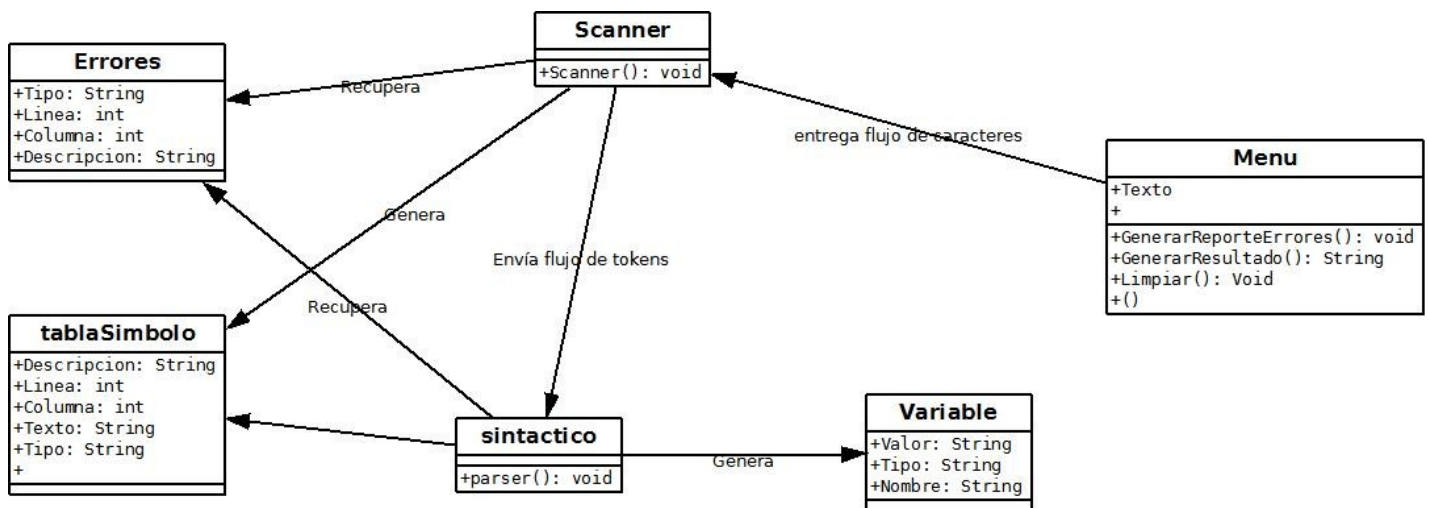 Scanner
+Scanner(): void
Errores
+Tipo: String
+Linea: int
+Columna: int
+Descripcion: String
Recupera
entrega flujo de caracteres
Menu
+Texto
+
+GenerarReporteErrores(): void
+GenerarResultado(): String
+Limpiar(): Void
+()
Genera
Envía flujo de tokens
Recupera
tablaSimbolo
+Descripcion: String
+Linea: int
+Columna: int
+Texto: String
+Tipo: String
+
sintactico
+parser(): void
Genera
Variable
+Valor: String
+Tipo: String
+Nombre: String